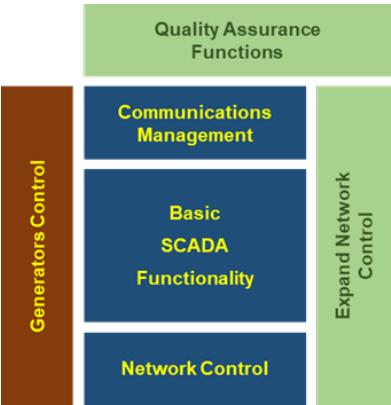 Quality Assurance
Functions
Communications
Management
Generators Control
Basic
SCADA
Functionality
Expand Network
Control
Network Control